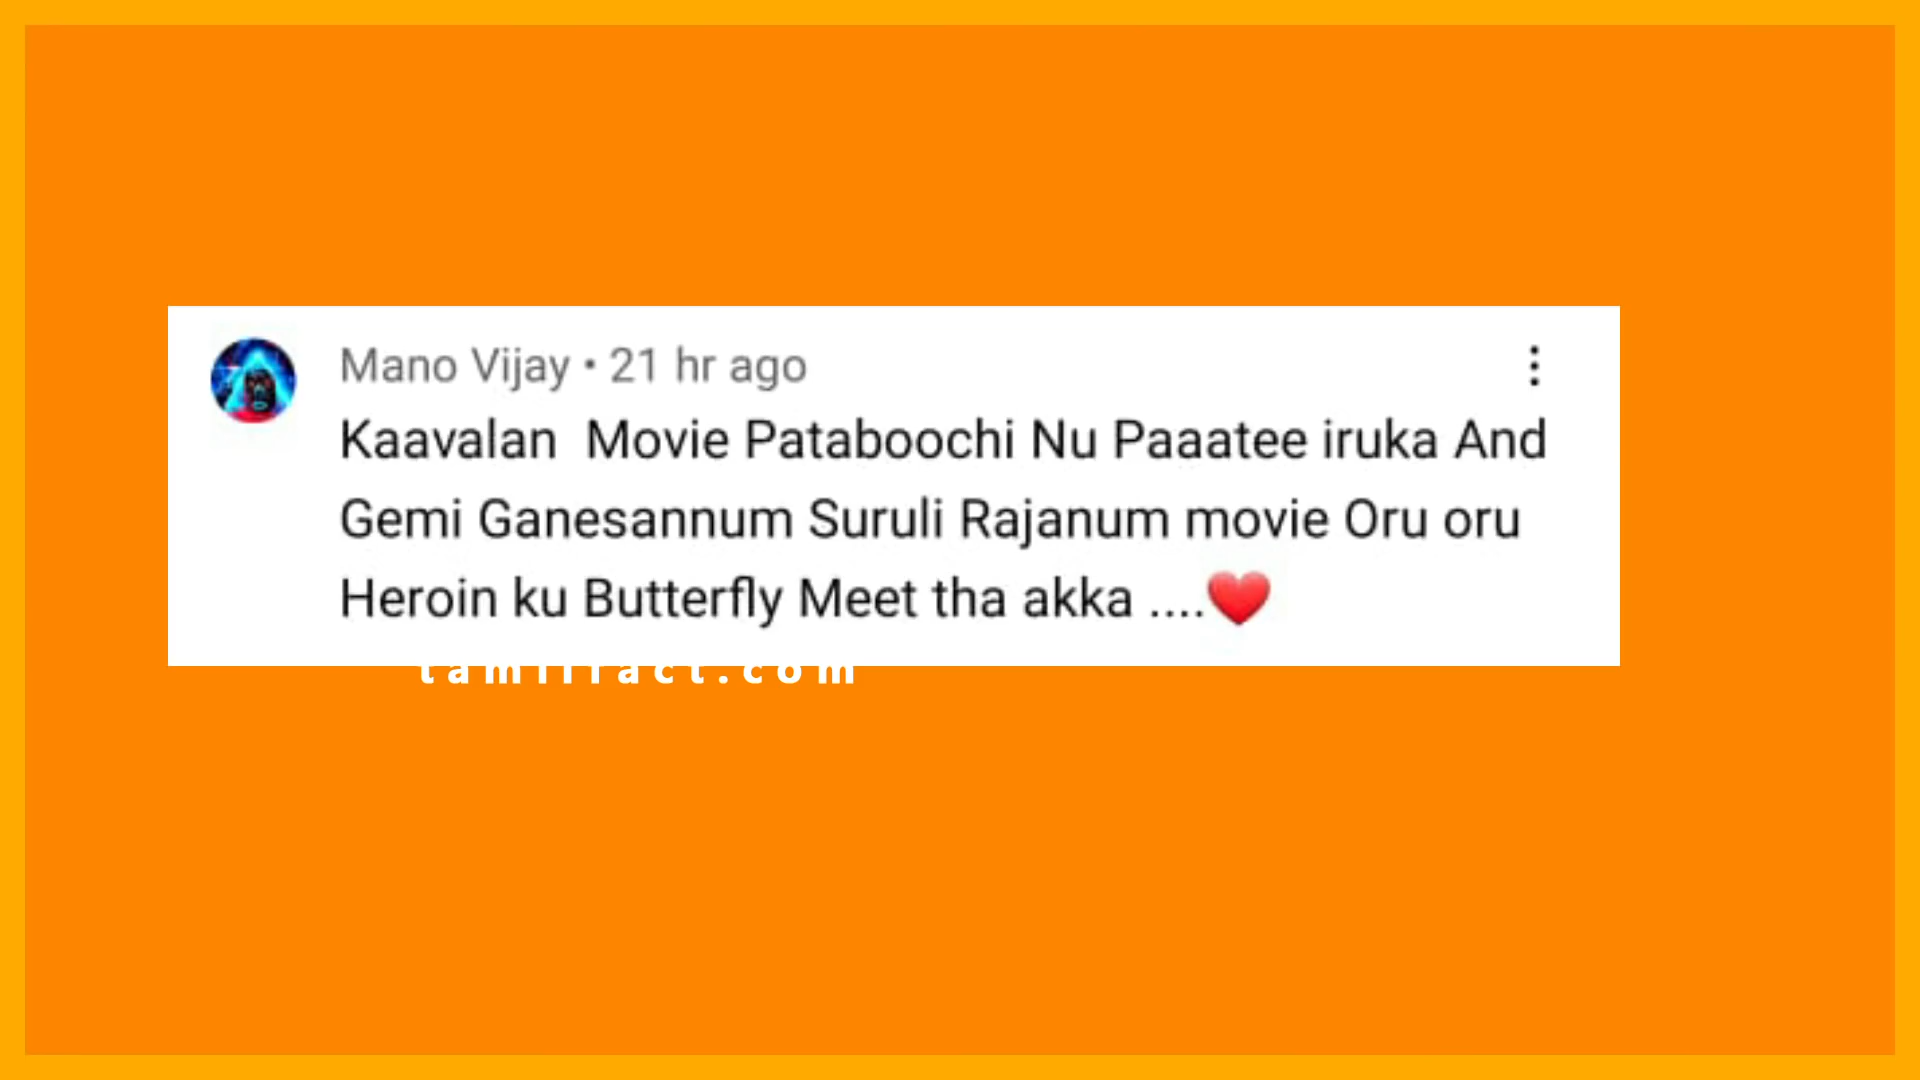 Mano Vijay • 21 hr ago
Kaavalan Movie Pataboochi Nu Paaatee iruka And
Gemi Ganesannum Suruli Rajanum movie Oru oru
Heroin ku Butterfly Meet tha akka ....❤️
tamilfact.com